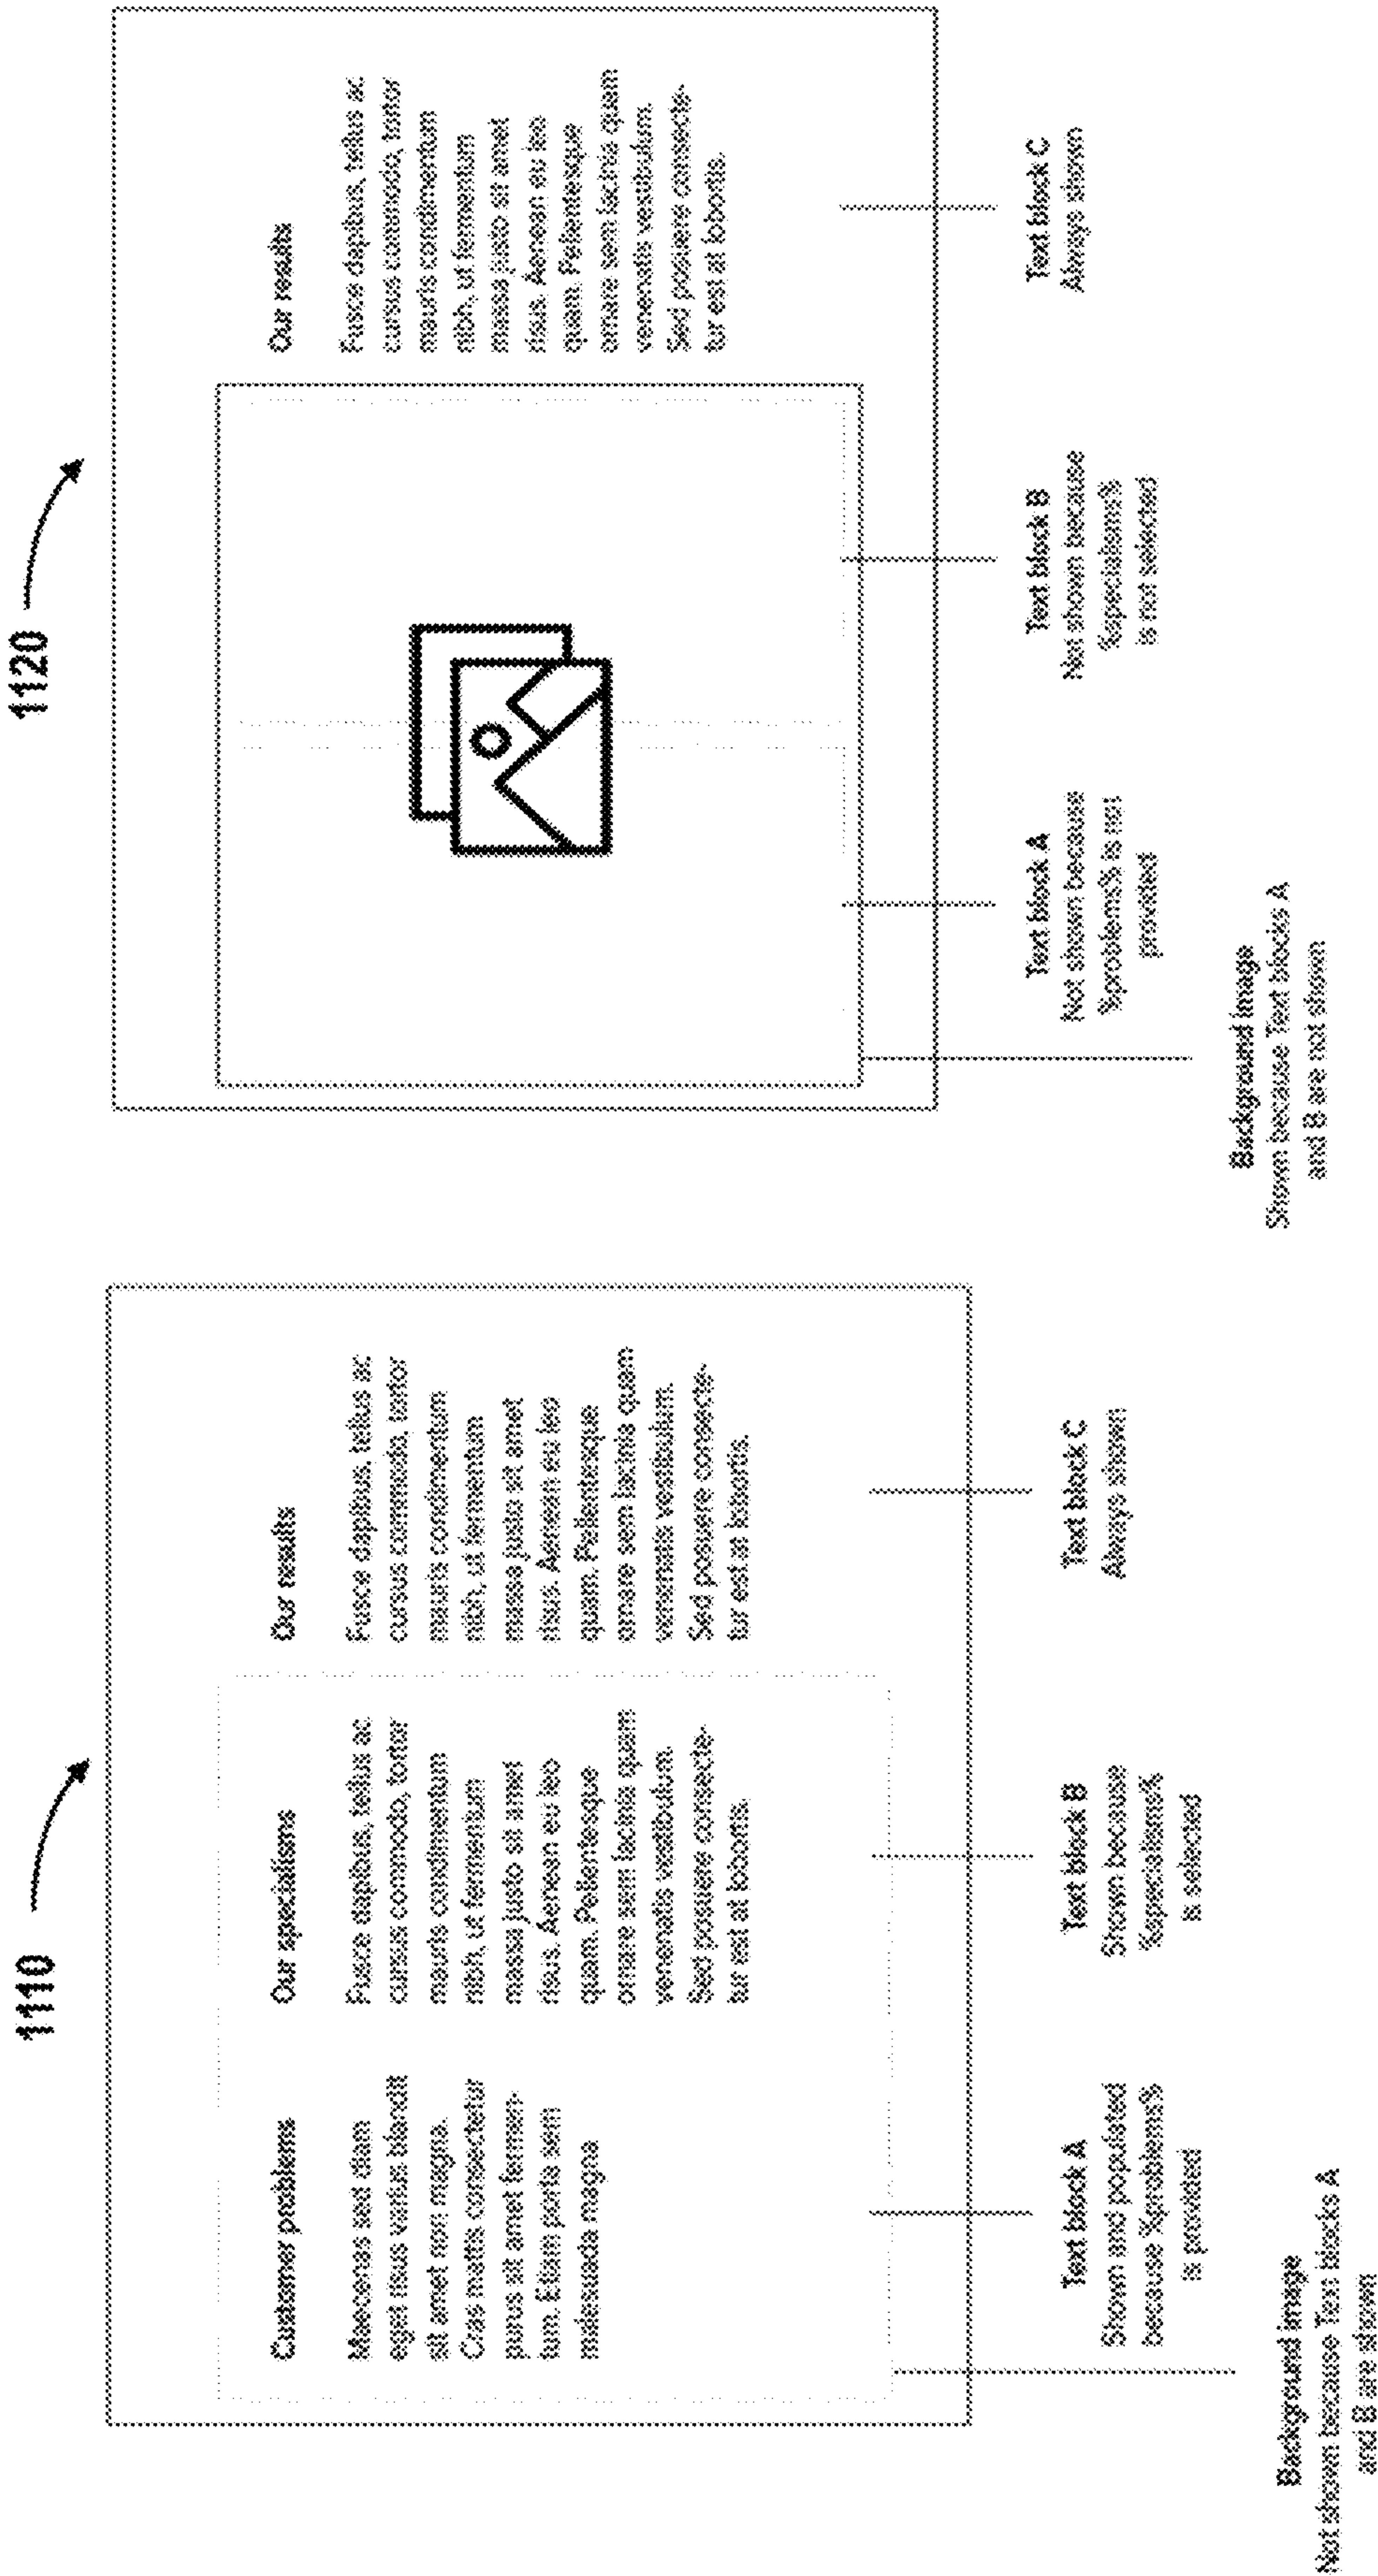 1110
Customer problems
Maecenas sed diam
eget risus varius blandit
sit amet non magna.
Cras mattis consectetur
purus sit amet fermen-
tum. Etiam porta sem
malesuada magna
Our specialisms
Fusce dapibus, tellus ac
cursus commodo, tortor
mauris condimentum
nibh, ut fermentum
massa justo sit amet
risus. Aenean eu leo
quam. Pellentesque
ornare sem lacinia quam
venenatis vestibulum.
Sed posuere consecte-
tur est at lobortis.
Our results
Fusce dapibus, tellus ac
cursus commodo, tortor
mauris condimentum
nibh, ut fermentum
massa justo sit amet
risus. Aenean eu leo
quam. Pellentesque
ornare sem lacinia quam
venenatis vestibulum.
Sed posuere consecte-
tur est at lobortis.
Text block A
Shown and populated
because %problems%
is provided
Text block B
Shown because
%specialisms%
is selected
Text block C
Always shown
Background image
Not shown because Text blocks A
and B are shown
1120
Our results
Fusce dapibus, tellus ac
cursus commodo, tortor
mauris condimentum
nibh, ut fermentum
massa justo sit amet
risus. Aenean eu leo
quam. Pellentesque
ornare sem lacinia quam
venenatis vestibulum.
Sed posuere consecte-
tur est at lobortis.
Text block A
Not shown because
%problems% is not
provided
Text block B
Not shown because
%specialisms%
is not selected
Text block C
Always shown
Background image
Shown because Text blocks A
and B are not shown